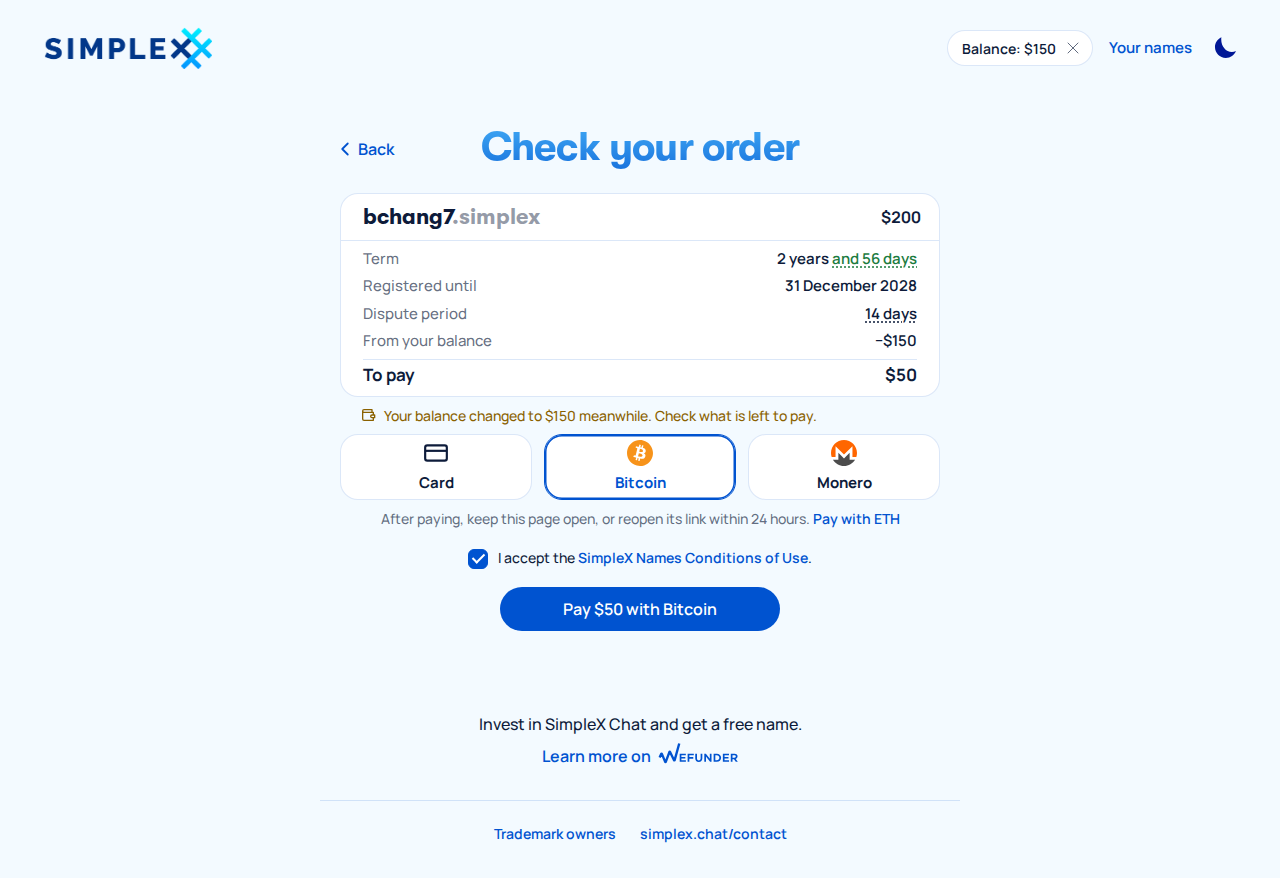 SIMPLEX
Balance: $150
Your names
Back
Check your order
bchang7.simplex $200
Term 2 years and 56 days
Registered until 31 December 2028
Dispute period 14 days
From your balance −$150
To pay $50
Your balance changed to $150 meanwhile. Check what is left to pay.
Card
Bitcoin
Monero
After paying, keep this page open, or reopen its link within 24 hours. Pay with ETH
I accept the SimpleX Names Conditions of Use.
Pay $50 with Bitcoin
Invest in SimpleX Chat and get a free name.
Learn more on WEFUNDER
Trademark owners simplex.chat/contact